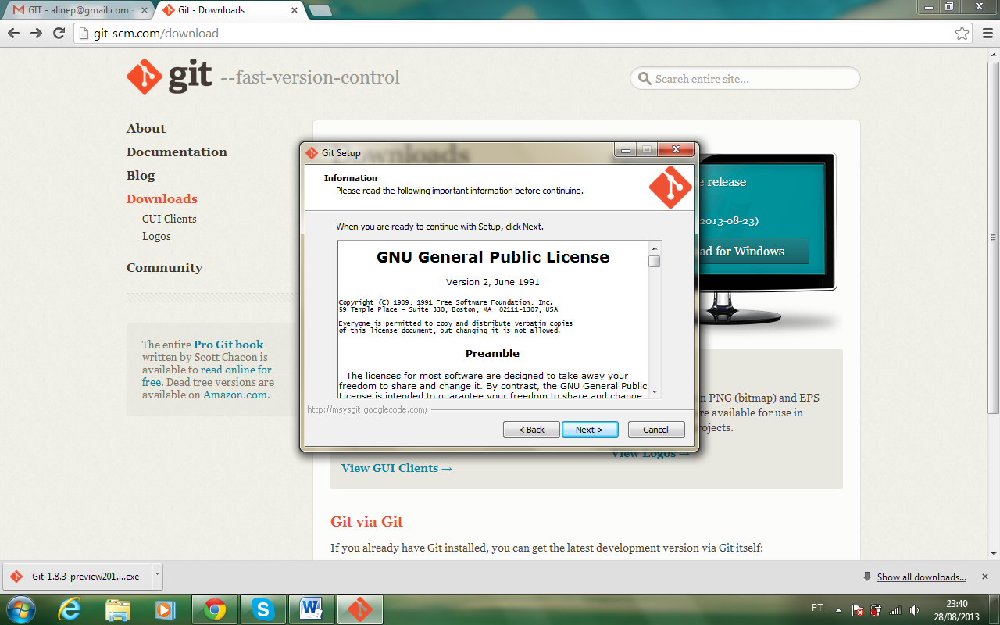 GIT - alinep@gmail.com -
Git - Downloads
git-scm.com/download
git --fast-version-control
Search entire site...
About
Documentation
Blog
Downloads
GUI Clients
Logos
Community
The entire Pro Git book
written by Scott Chacon is
available to read online for
free. Dead tree versions are
available on Amazon.com.
Downloads
release
2013-08-23)
for Windows
Git Setup
Information
Please read the following important information before continuing.
When you are ready to continue with Setup, click Next.
GNU General Public License
Version 2, June 1991
Copyright (C) 1989, 1991 Free Software Foundation, Inc.
59 Temple Place - Suite 330, Boston, MA  02111-1307, USA
Everyone is permitted to copy and distribute verbatim copies
of this license document, but changing it is not allowed.
Preamble
The licenses for most software are designed to take away your
freedom to share and change it. By contrast, the GNU General Public
License is intended to guarantee your freedom to share and change
http://msysgit.googlecode.com/
< Back
Next >
Cancel
PNG (bitmap) and EPS
are available for use in
View Logos →
View GUI Clients →
Git via Git
If you already have Git installed, you can get the latest development version via Git itself:
Git-1.8.3-preview201....exe
Show all downloads...
PT
23:40
28/08/2013